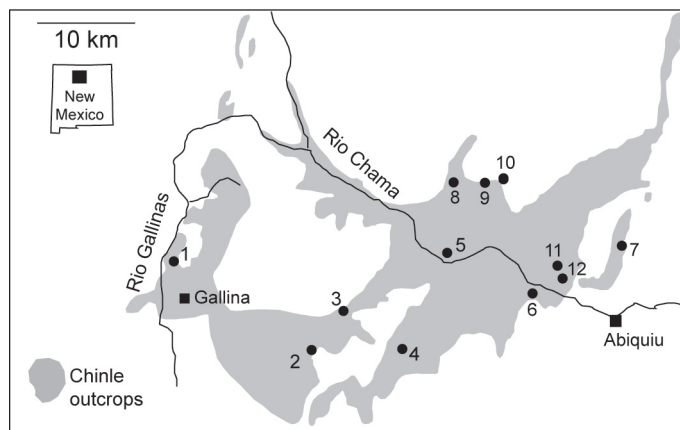 10 km
New
Mexico
Rio Gallinas
Rio Chama
10
8
9
1
5
11
7
12
Gallina
3
6
2
4
Abiquiu
Chinle
outcrops